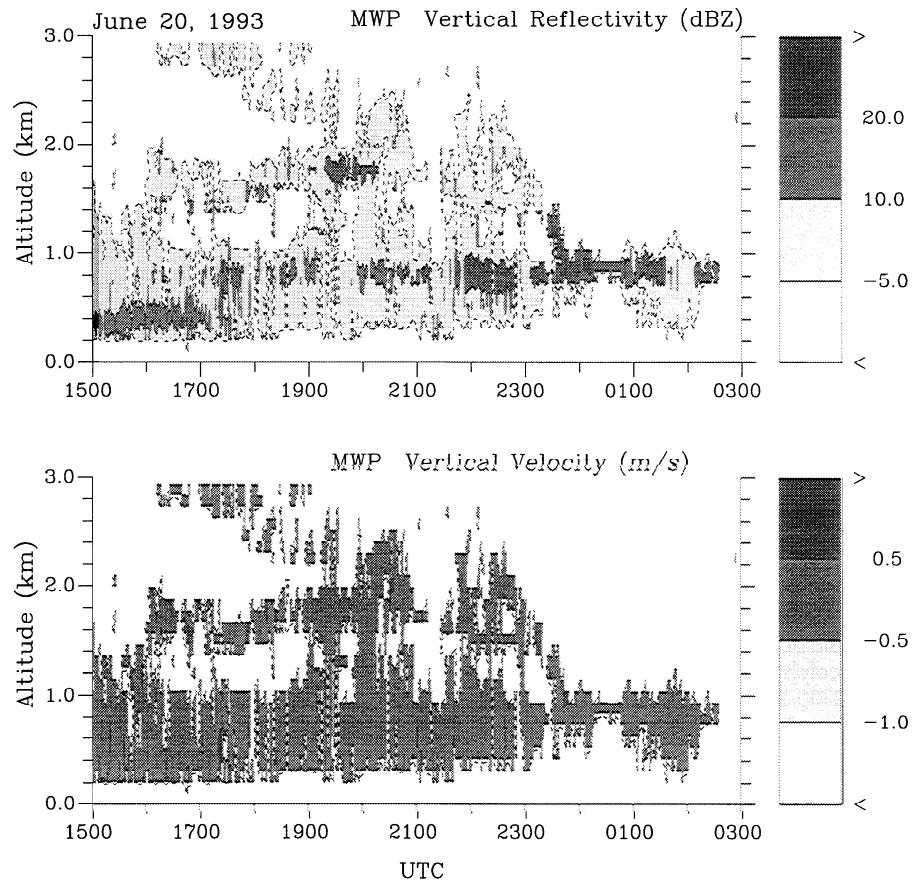 June 20, 1993 MWP Vertical Reflectivity (dBZ)
3.0
2.0
1.0
0.0
Altitude (km)
1500 1700 1900 2100 2300 0100 0300
>
20.0
10.0
−5.0
<
MWP Vertical Velocity (m/s)
3.0
2.0
1.0
0.0
Altitude (km)
1500 1700 1900 2100 2300 0100 0300
UTC
>
0.5
−0.5
−1.0
<